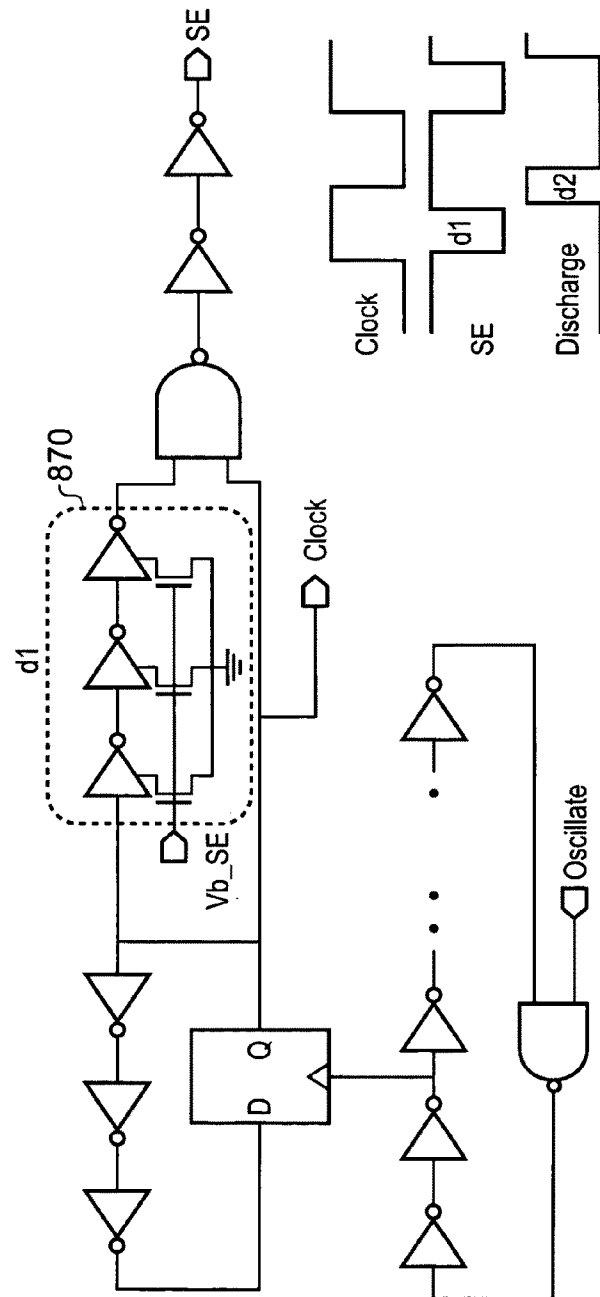 d1
870
SE
Vb_SE
Clock
D
Q
Oscillate
Clock
SE
d1
Discharge
d2